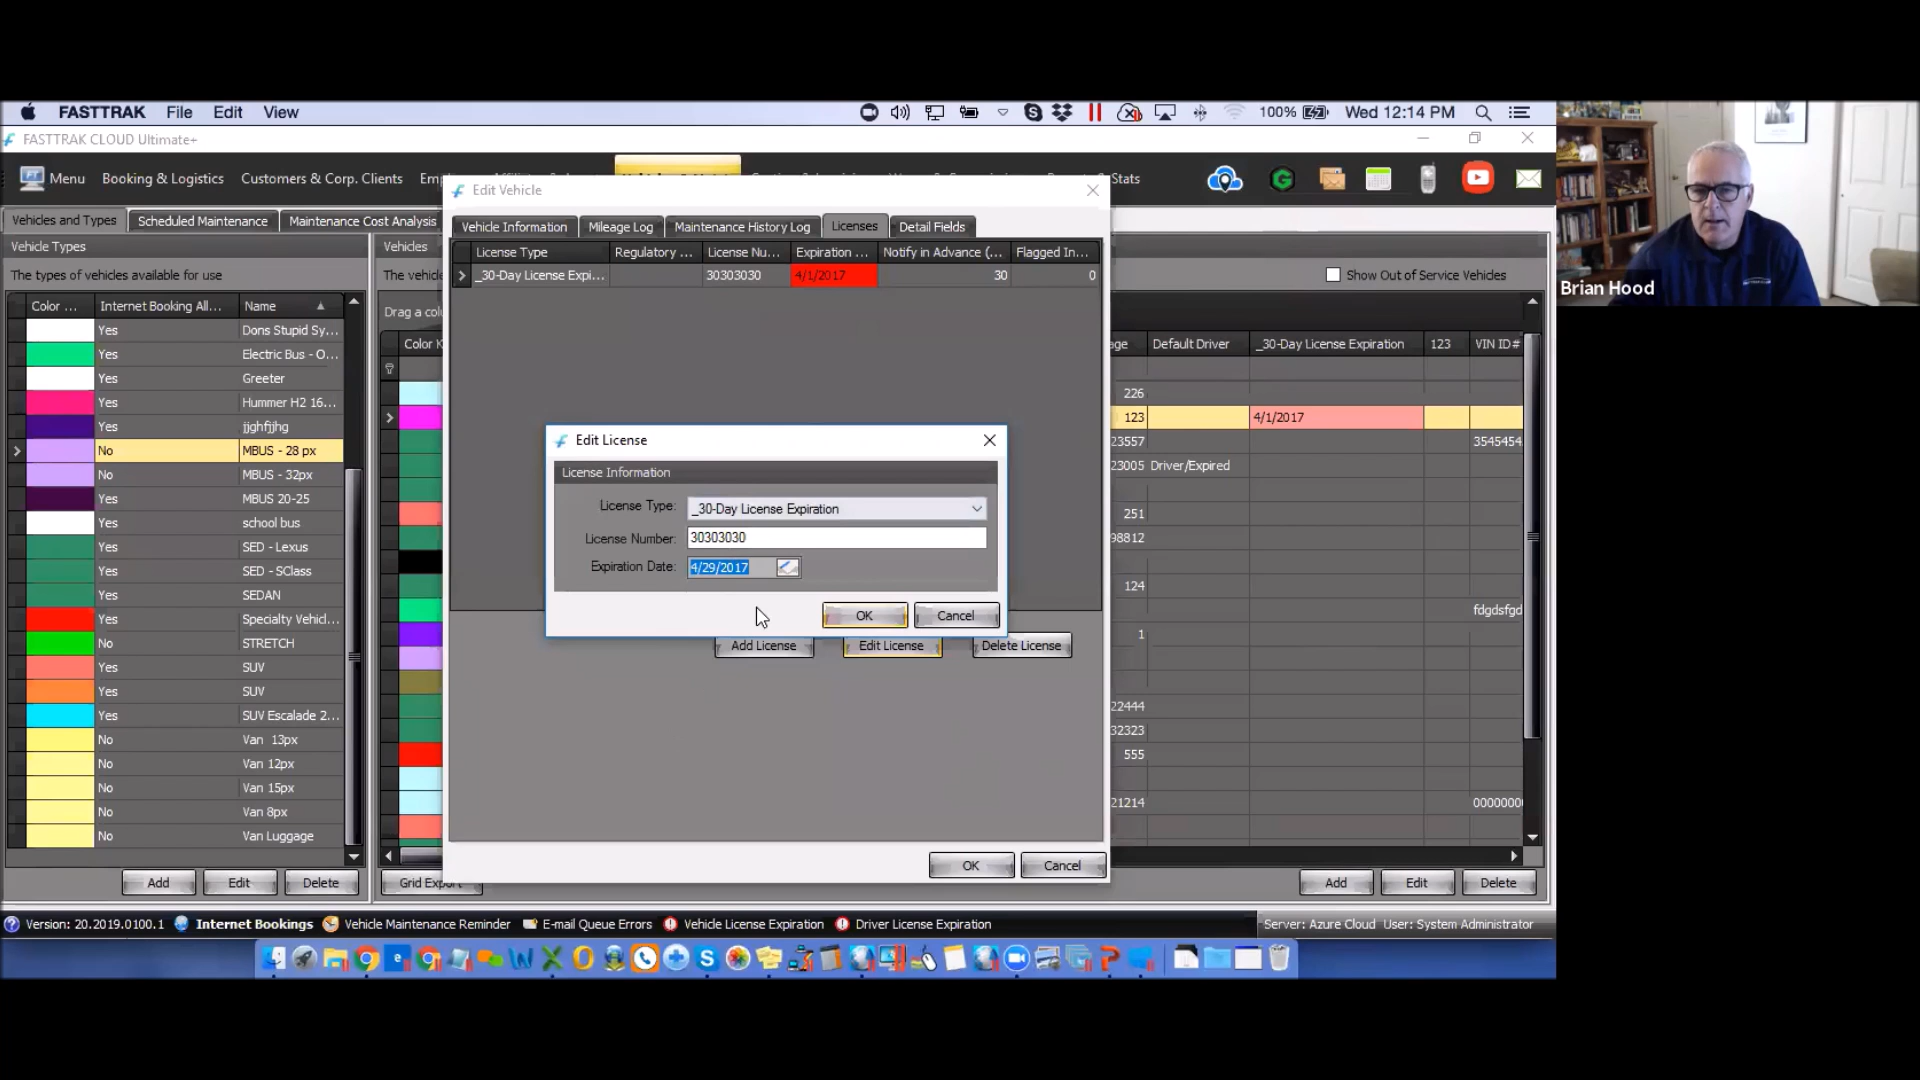 FASTTRAK File Edit View 100% Wed 12:14 PM
FASTTRAK CLOUD Ultimate+
Menu Booking & Logistics Customers & Corp. Clients Stats
Edit Vehicle
Vehicles and Types Scheduled Maintenance Maintenance Cost Analysis
Vehicle Information Mileage Log Maintenance History Log Licenses Detail Fields
Vehicle Types Vehicles
License Type Regulatory ... License Nu... Expiration ... Notify in Advance (... Flagged In...
_30-Day License Expi... 30303030 4/1/2017 30 0
The types of vehicles available for use
Show Out of Service Vehicles
Brian Hood
Color ... Internet Booking All... Name
Drag a colu
Yes Dons Stupid Sy...
Yes Electric Bus - O...
Yes Greeter
Yes Hummer H2 16...
Yes jjghfjjhg
No MBUS - 28 px
No MBUS - 32px
Yes MBUS 20-25
Yes school bus
Yes SED - Lexus
Yes SED - SClass
Yes SEDAN
Yes Specialty Vehicl...
No STRETCH
Yes SUV
Yes SUV
Yes SUV Escalade 2...
No Van 13px
No Van 12px
No Van 15px
No Van 8px
No Van Luggage
Color K
Default Driver _30-Day License Expiration 123 VIN ID#
226
123 4/1/2017
23557 3545454
23005 Driver/Expired
251
98812
124
fdgdsfgd
1
22444
32323
555
21214 0000000
Edit License
License Information
License Type: _30-Day License Expiration
License Number: 30303030
Expiration Date: 4/29/2017
OK Cancel
Add License Edit License Delete License
OK Cancel
Add Edit Delete Grid Export Add Edit Delete
Version: 20.2019.0100.1 Internet Bookings Vehicle Maintenance Reminder E-mail Queue Errors Vehicle License Expiration Driver License Expiration Server: Azure Cloud User: System Administrator